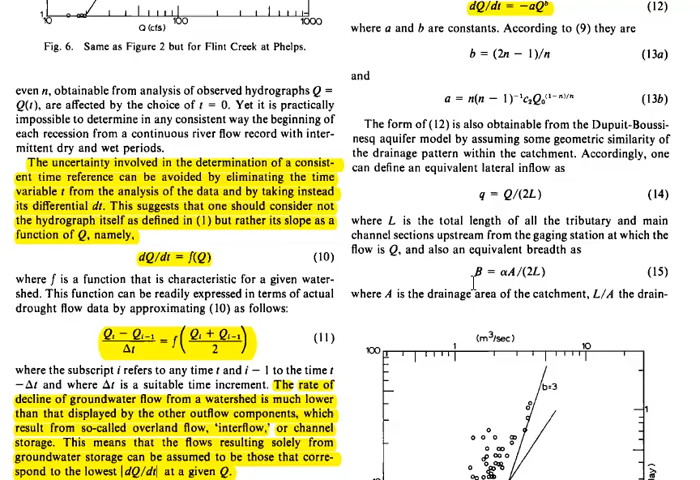 10
100
1000
Q (cfs)
Fig. 6. Same as Figure 2 but for Flint Creek at Phelps.
even n, obtainable from analysis of observed hydrographs Q =
Q(t), are affected by the choice of t = 0. Yet it is practically
impossible to determine in any consistent way the beginning of
each recession from a continuous river flow record with inter-
mittent dry and wet periods.
The uncertainty involved in the determination of a consist-
ent time reference can be avoided by eliminating the time
variable t from the analysis of the data and by taking instead
its differential dt. This suggests that one should consider not
the hydrograph itself as defined in (1) but rather its slope as a
function of Q, namely,
dQ/dt = f(Q) (10)
where f is a function that is characteristic for a given water-
shed. This function can be readily expressed in terms of actual
drought flow data by approximating (10) as follows:
(Qᵢ − Qᵢ₋₁)/Δt = f((Qᵢ + Qᵢ₋₁)/2) (11)
where the subscript i refers to any time t and i − 1 to the time t
−Δt and where Δt is a suitable time increment. The rate of
decline of groundwater flow from a watershed is much lower
than that displayed by the other outflow components, which
result from so-called overland flow, 'interflow,' or channel
storage. This means that the flows resulting solely from
groundwater storage can be assumed to be those that corre-
spond to the lowest |dQ/dt| at a given Q.
dQ/dt = −aQᵇ (12)
where a and b are constants. According to (9) they are
b = (2n − 1)/n (13a)
and
a = n(n − 1)⁻¹c₂Q₀⁽¹⁻ⁿ⁾/ⁿ (13b)
The form of (12) is also obtainable from the Dupuit-Boussi-
nesq aquifer model by assuming some geometric similarity of
the drainage pattern within the catchment. Accordingly, one
can define an equivalent lateral inflow as
q = Q/(2L) (14)
where L is the total length of all the tributary and main
channel sections upstream from the gaging station at which the
flow is Q, and also an equivalent breadth as
B = αA/(2L) (15)
where A is the drainage area of the catchment, L/A the drain-
(m³/sec)
1
10
100
b=3
1
10